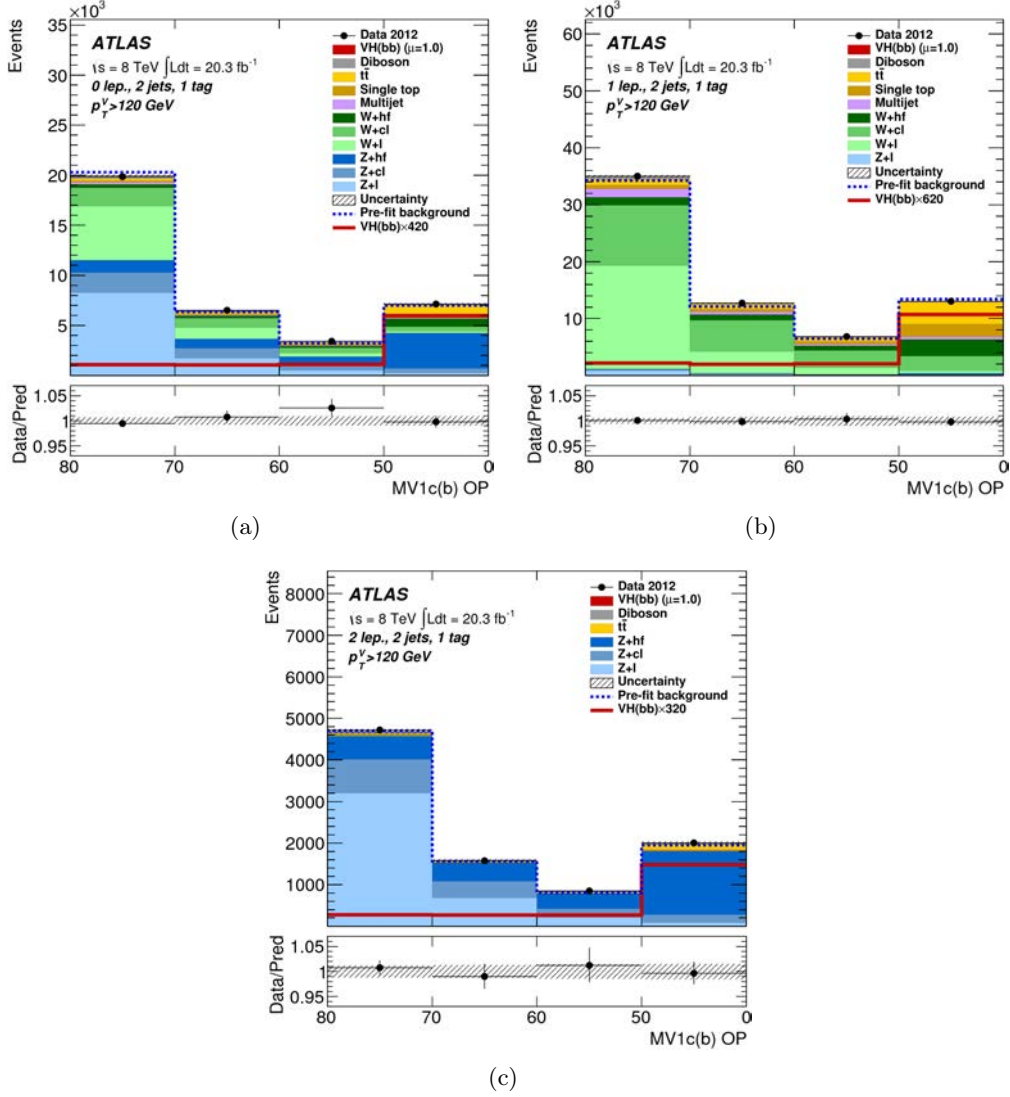 Events
×10³
35
30
25
20
15
10
5
ATLAS
√s = 8 TeV ∫Ldt = 20.3 fb⁻¹
0 lep., 2 jets, 1 tag
p_T^V>120 GeV
Data 2012
VH(bb) (μ=1.0)
Diboson
tt̄
Single top
Multijet
W+hf
W+cl
W+l
Z+hf
Z+cl
Z+l
Uncertainty
Pre-fit background
VH(bb)×420
Data/Pred
1.05
1
0.95
80 70 60 50 0
MV1c(b) OP
(a)
Events
×10³
60
50
40
30
20
10
ATLAS
√s = 8 TeV ∫Ldt = 20.3 fb⁻¹
1 lep., 2 jets, 1 tag
p_T^V>120 GeV
Data 2012
VH(bb) (μ=1.0)
Diboson
tt̄
Single top
Multijet
W+hf
W+cl
W+l
Z+l
Uncertainty
Pre-fit background
VH(bb)×620
Data/Pred
1.05
1
0.95
80 70 60 50 0
MV1c(b) OP
(b)
Events
8000
7000
6000
5000
4000
3000
2000
1000
ATLAS
√s = 8 TeV ∫Ldt = 20.3 fb⁻¹
2 lep., 2 jets, 1 tag
p_T^V>120 GeV
Data 2012
VH(bb) (μ=1.0)
Diboson
tt̄
Z+hf
Z+cl
Z+l
Uncertainty
Pre-fit background
VH(bb)×320
Data/Pred
1.05
1
0.95
80 70 60 50 0
MV1c(b) OP
(c)